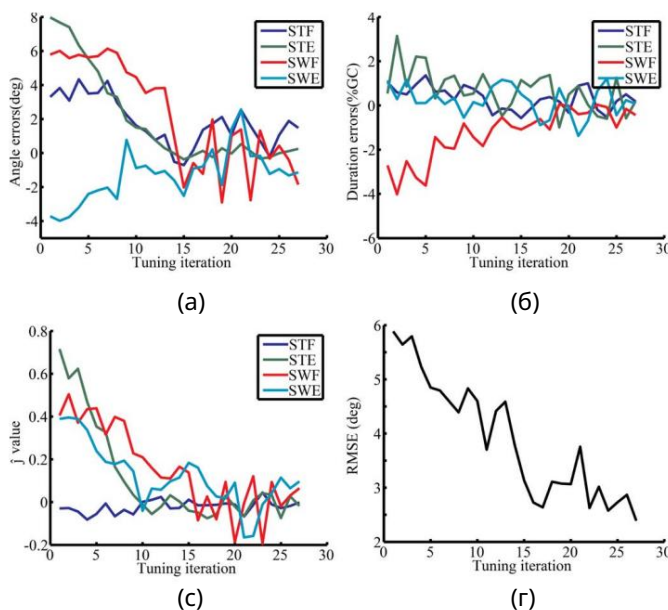 8
6
4
2
0
-2
-4
0 5 10 15 20 25 30
Angle errors(deg)
Tuning iteration
STF
STE
SWF
SWE
(а)
6
4
2
0
-2
-4
-6
0 5 10 15 20 25 30
Duration errors(%GC)
Tuning iteration
STF
STE
SWF
SWE
(б)
0.8
0.6
0.4
0.2
0
-0.2
0 5 10 15 20 25 30
ĵ value
Tuning iteration
STF
STE
SWF
SWE
(с)
6
5
4
3
2
0 5 10 15 20 25 30
RMSE (deg)
Tuning iteration
(г)